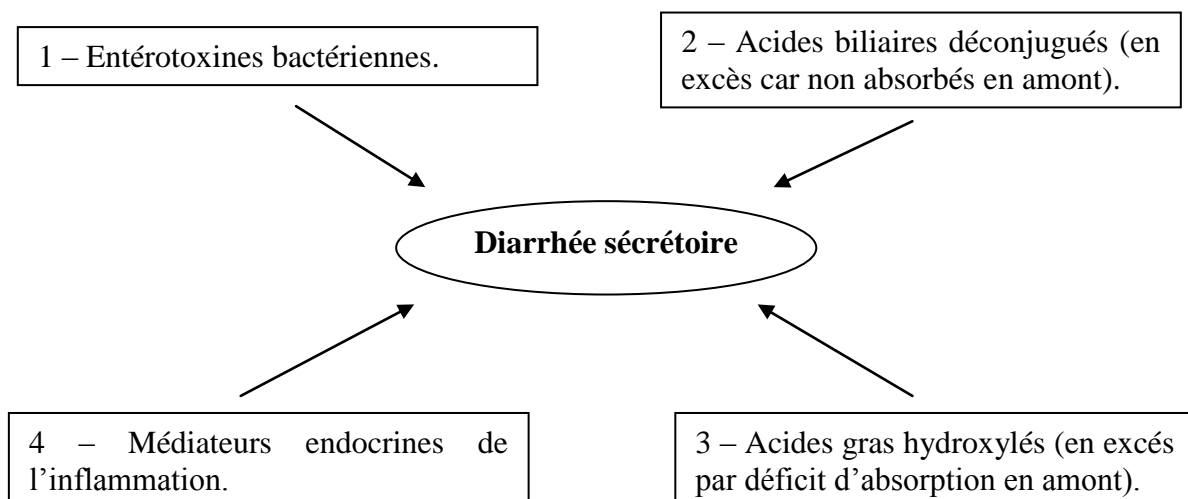 1 – Entérotoxines bactériennes.
2 – Acides biliaires déconjugués (en
excès car non absorbés en amont).
Diarrhée sécrétoire
4 – Médiateurs endocrines de
l’inflammation.
3 – Acides gras hydroxylés (en excés
par déficit d’absorption en amont).